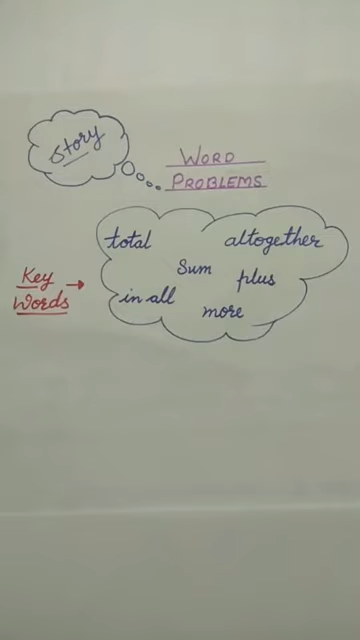 Story
WORD
PROBLEMS
Key
Words
total altogether
Sum plus
in all
more